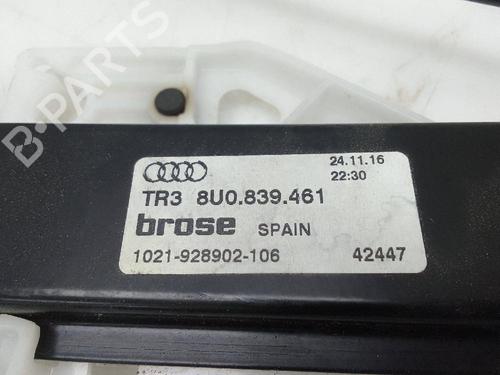 B-PARTS
24.11.16
22:30
TR3 8U0.839.461
brose SPAIN
1021-928902-106 42447